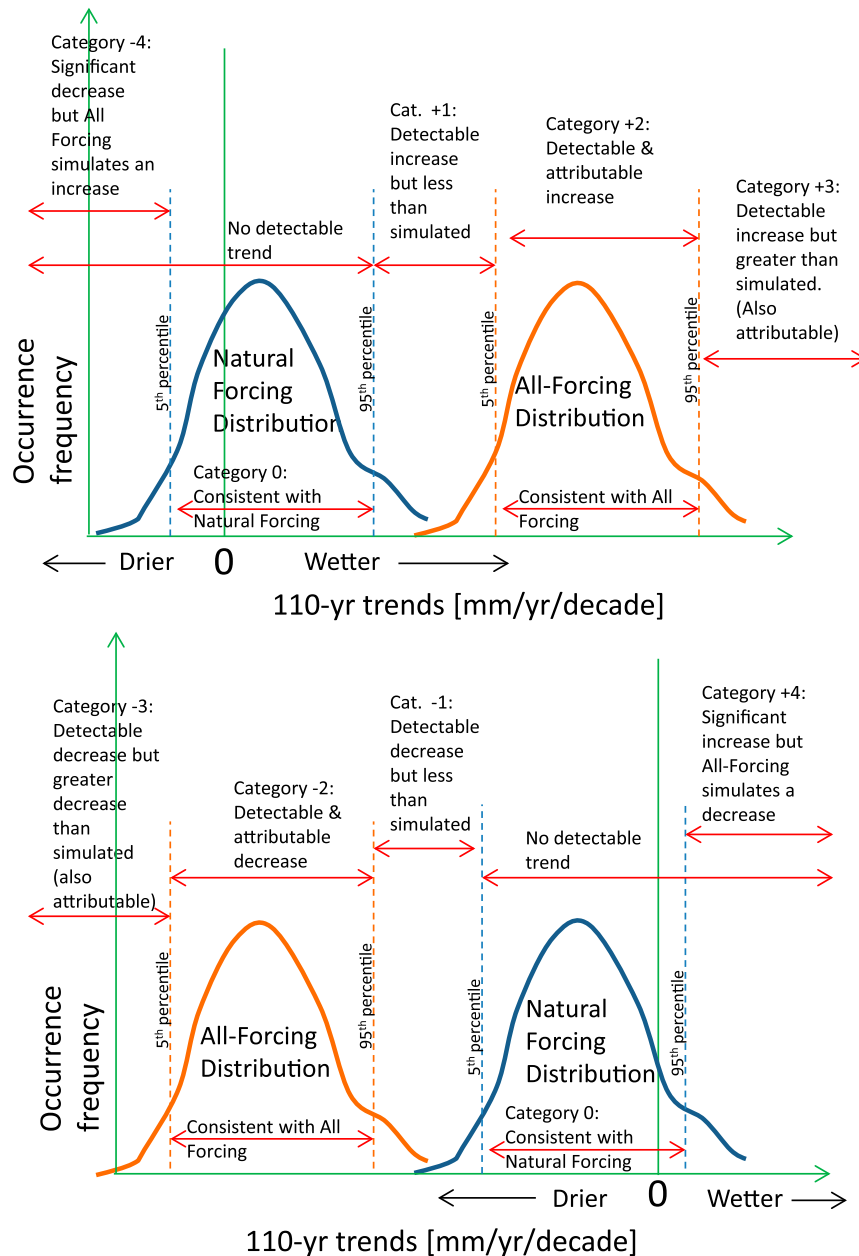 Category -4:
Significant
decrease
but All
Forcing
simulates an
increase
Cat. +1:
Detectable
increase
but less
than
simulated
Category +2:
Detectable &
attributable
increase
Category +3:
Detectable
increase but
greater than
simulated.
(Also
attributable)
No detectable
trend
5th percentile
95th percentile
5th percentile
95th percentile
Natural
Forcing
Distribution
All-Forcing
Distribution
Occurrence
frequency
Category 0:
Consistent with
Natural Forcing
Consistent with All
Forcing
Drier
0
Wetter
110-yr trends [mm/yr/decade]
Category -3:
Detectable
decrease but
greater
decrease
than
simulated
(also
attributable)
Category -2:
Detectable &
attributable
decrease
Cat. -1:
Detectable
decrease
but less
than
simulated
No detectable
trend
Category +4:
Significant
increase but
All-Forcing
simulates a
decrease
5th percentile
95th percentile
5th percentile
95th percentile
All-Forcing
Distribution
Natural
Forcing
Distribution
Occurrence
frequency
Consistent with All
Forcing
Category 0:
Consistent with
Natural Forcing
Drier
0
Wetter
110-yr trends [mm/yr/decade]